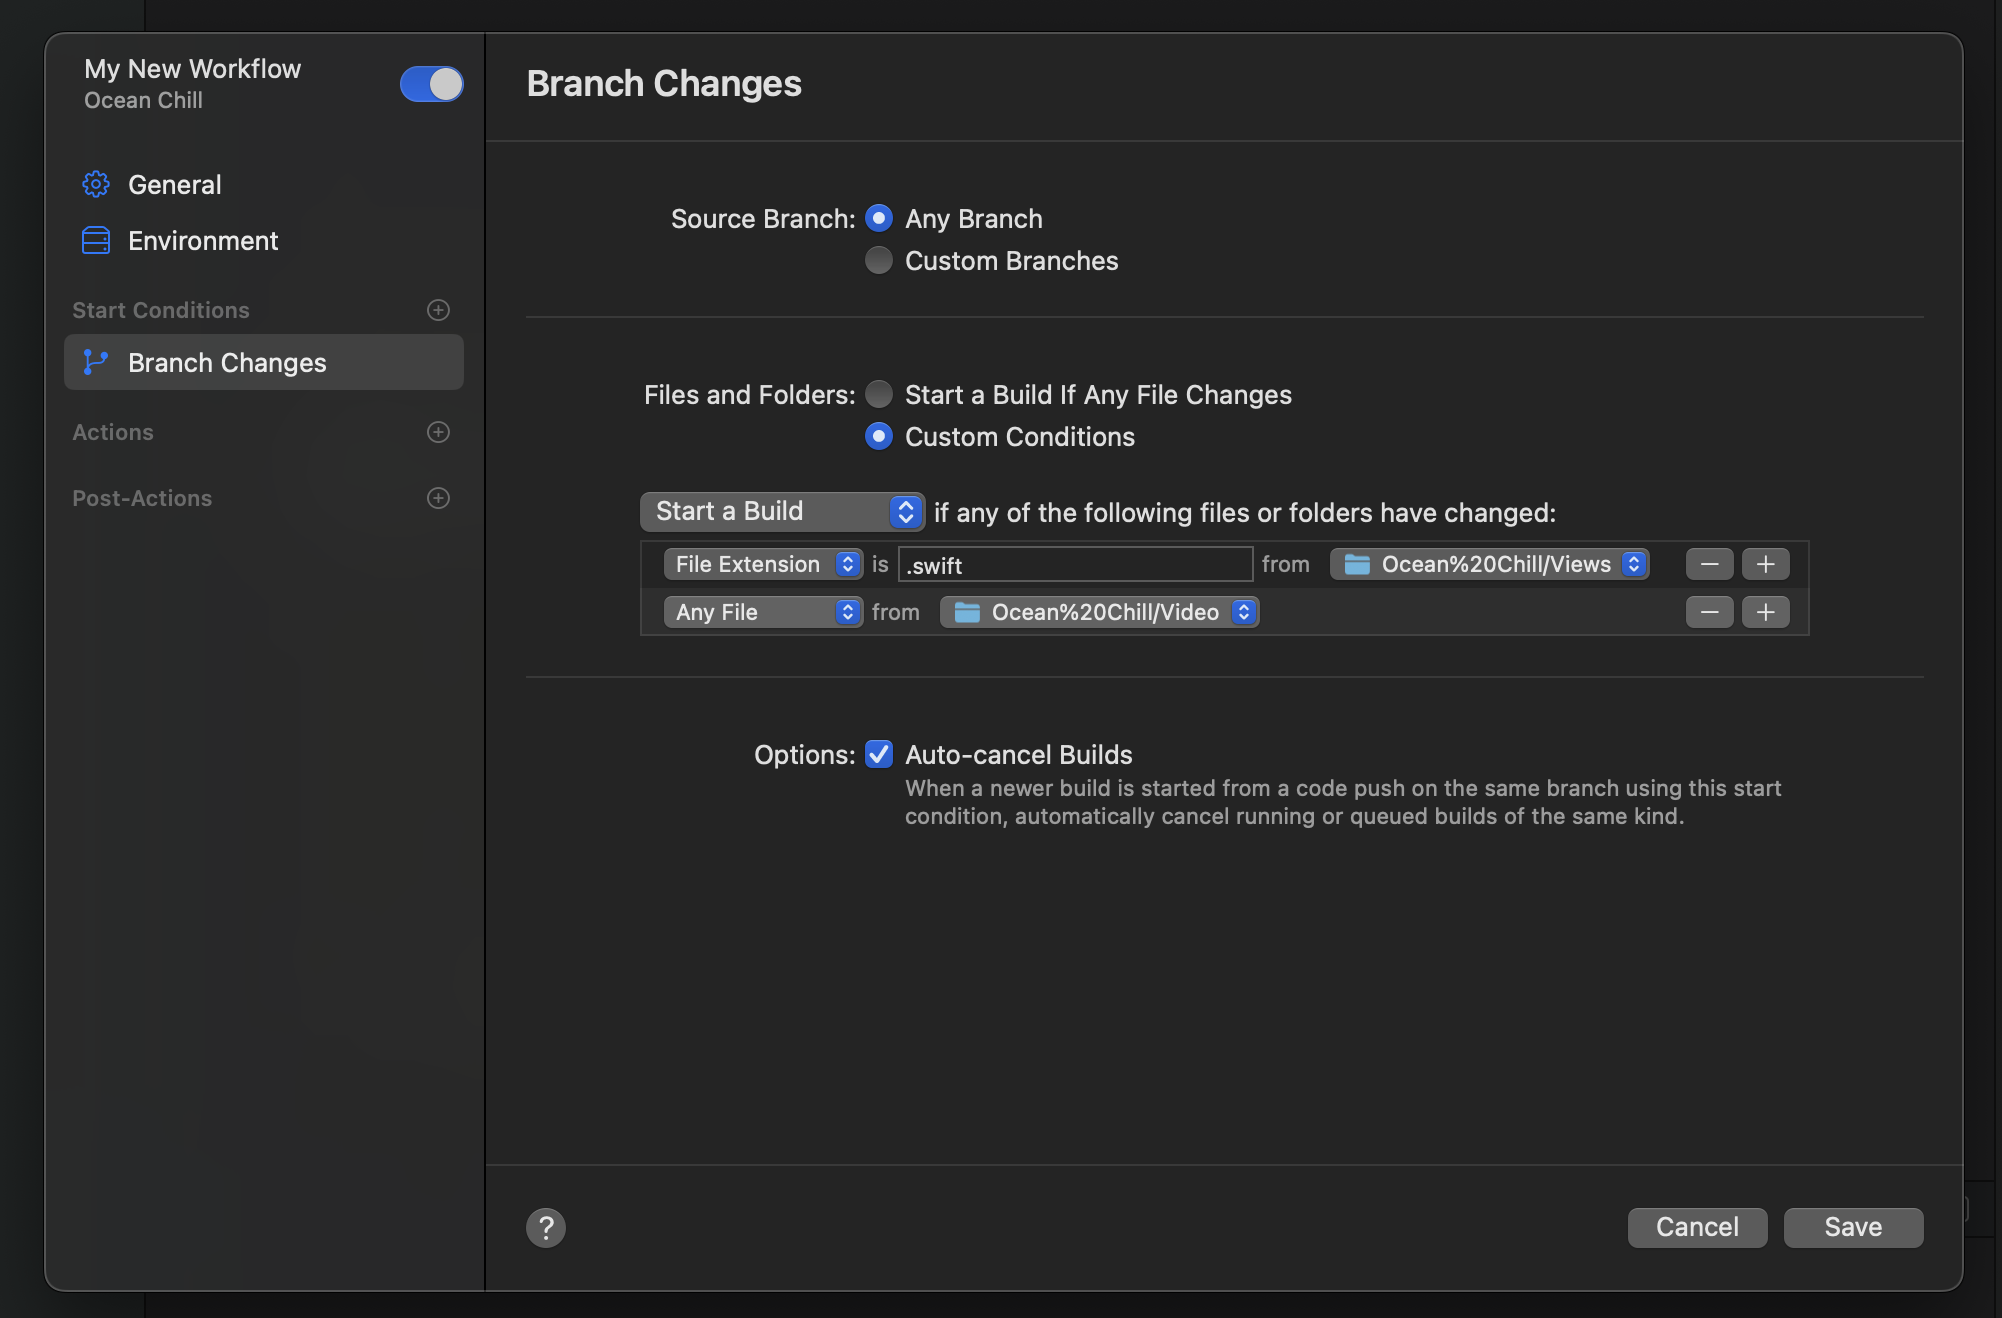 My New Workflow
Ocean Chill
General
Environment
Start Conditions
Branch Changes
Actions
Post-Actions
Branch Changes
Source Branch: Any Branch
Custom Branches
Files and Folders: Start a Build If Any File Changes
Custom Conditions
Start a Build if any of the following files or folders have changed:
File Extension is .swift from Ocean%20Chill/Views
Any File from Ocean%20Chill/Video
Options: Auto-cancel Builds
When a newer build is started from a code push on the same branch using this start
condition, automatically cancel running or queued builds of the same kind.
? Cancel Save